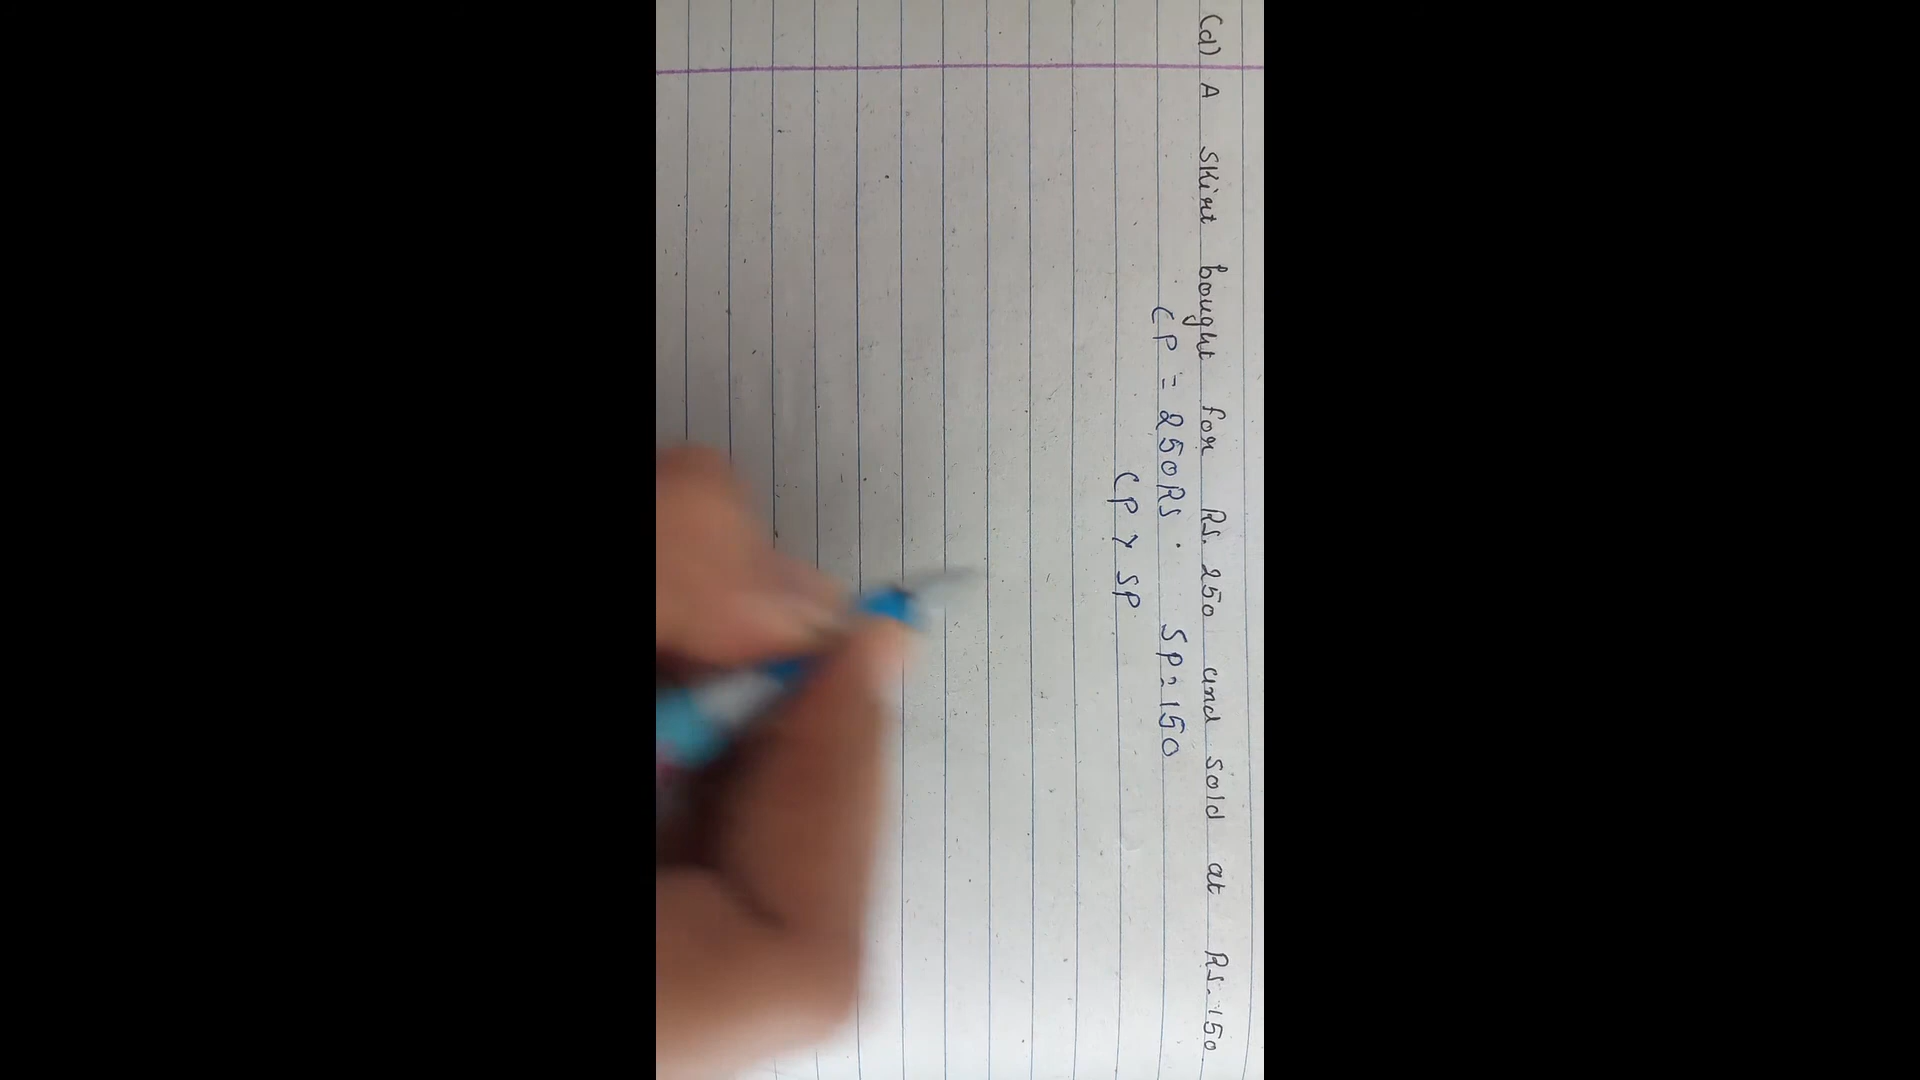 (d) A Skirt bought for Rs. 250 and sold at Rs. 150
CP = 250RS. SP = 150
CP > SP